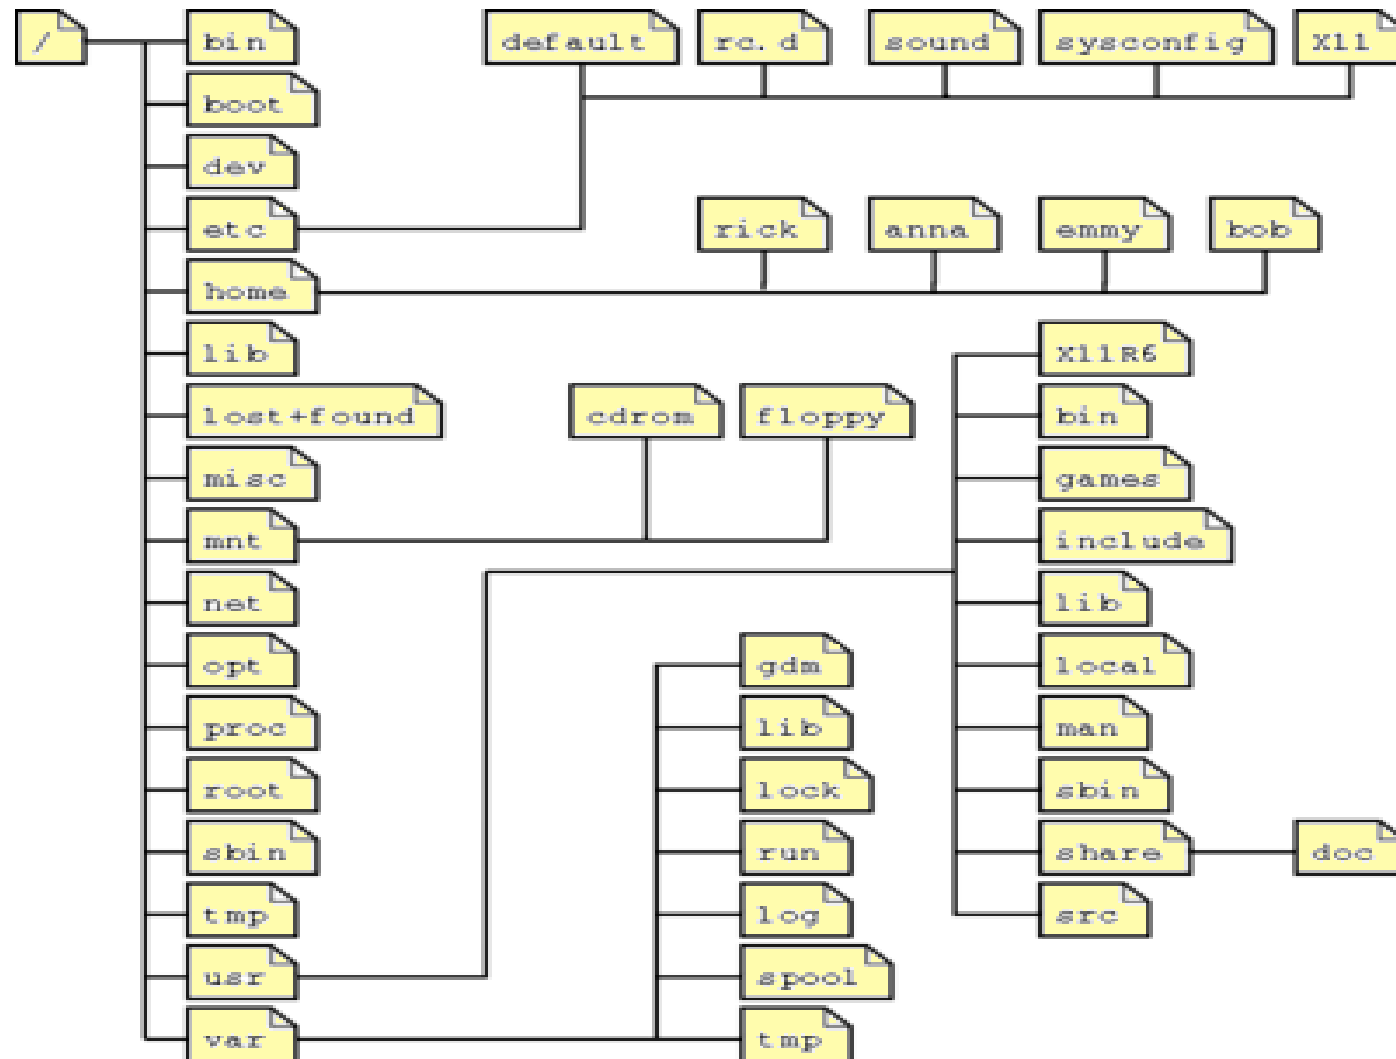 / bin default rc.d sound sysconfig X11
boot
dev
etc rick anna emmy bob
home
lib X11R6
lost+found cdrom floppy bin
misc games
mnt include
net lib
opt gdm local
proc lib man
root lock sbin
sbin run share doc
tmp log src
usr spool
var tmp